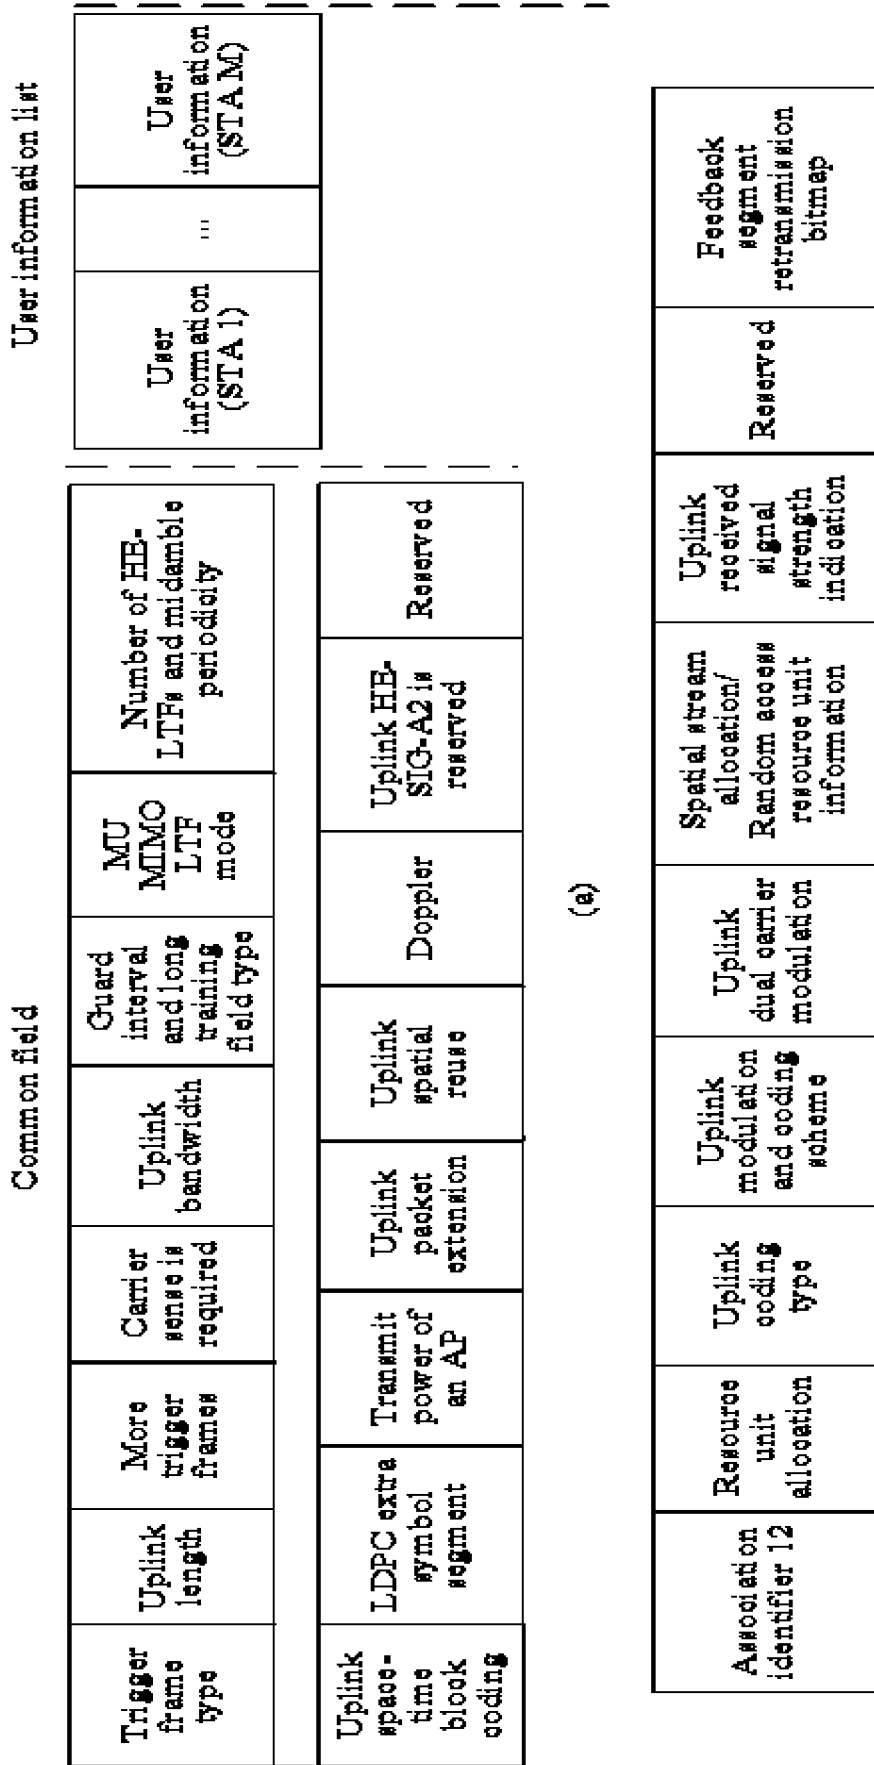 Common field
User information list
Trigger
frame
type
Uplink
length
More
trigger
frames
Carrier
sense is
required
Uplink
bandwidth
Guard
interval
and long
training
field type
MU
MIMO
LTF
mode
Number of HE-
LTFs and midamble
periodicity
User
information
(STA 1)
...
User
information
(STA M)
Uplink
space-
time
block
coding
LDPC extra
symbol
segment
Transmit
power of
an AP
Uplink
packet
extension
Uplink
spatial
reuse
Doppler
Uplink HE-
SIG-A2 is
reserved
Reserved
(a)
Association
identifier 12
Resource
unit
allocation
Uplink
coding
type
Uplink
modulation
and coding
scheme
Uplink
dual carrier
modulation
Spatial stream
allocation/
Random access
resource unit
information
Uplink
received
signal
strength
indication
Reserved
Feedback
segment
retransmission
bitmap